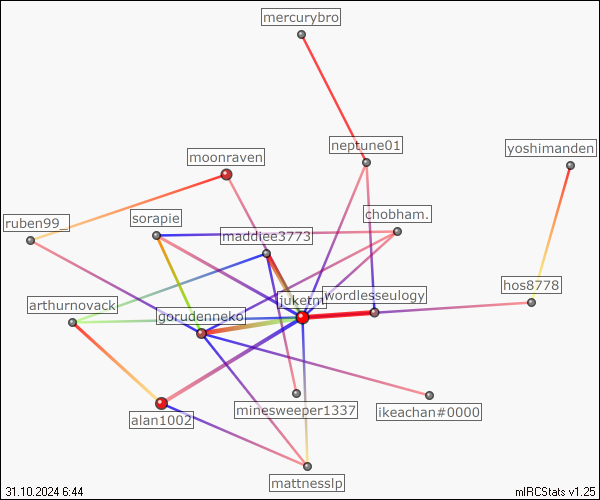 mercurybro
neptune01
yoshimanden
moonraven
chobham.
ruben99_
sorapie
maddiee3773
hos8778
wordlesseulogy
arthurnovack
gorudenneko
minesweeper1337
ikeachan#0000
alan1002
mattnesslp
31.10.2024 6:44
mIRCStats v1.25